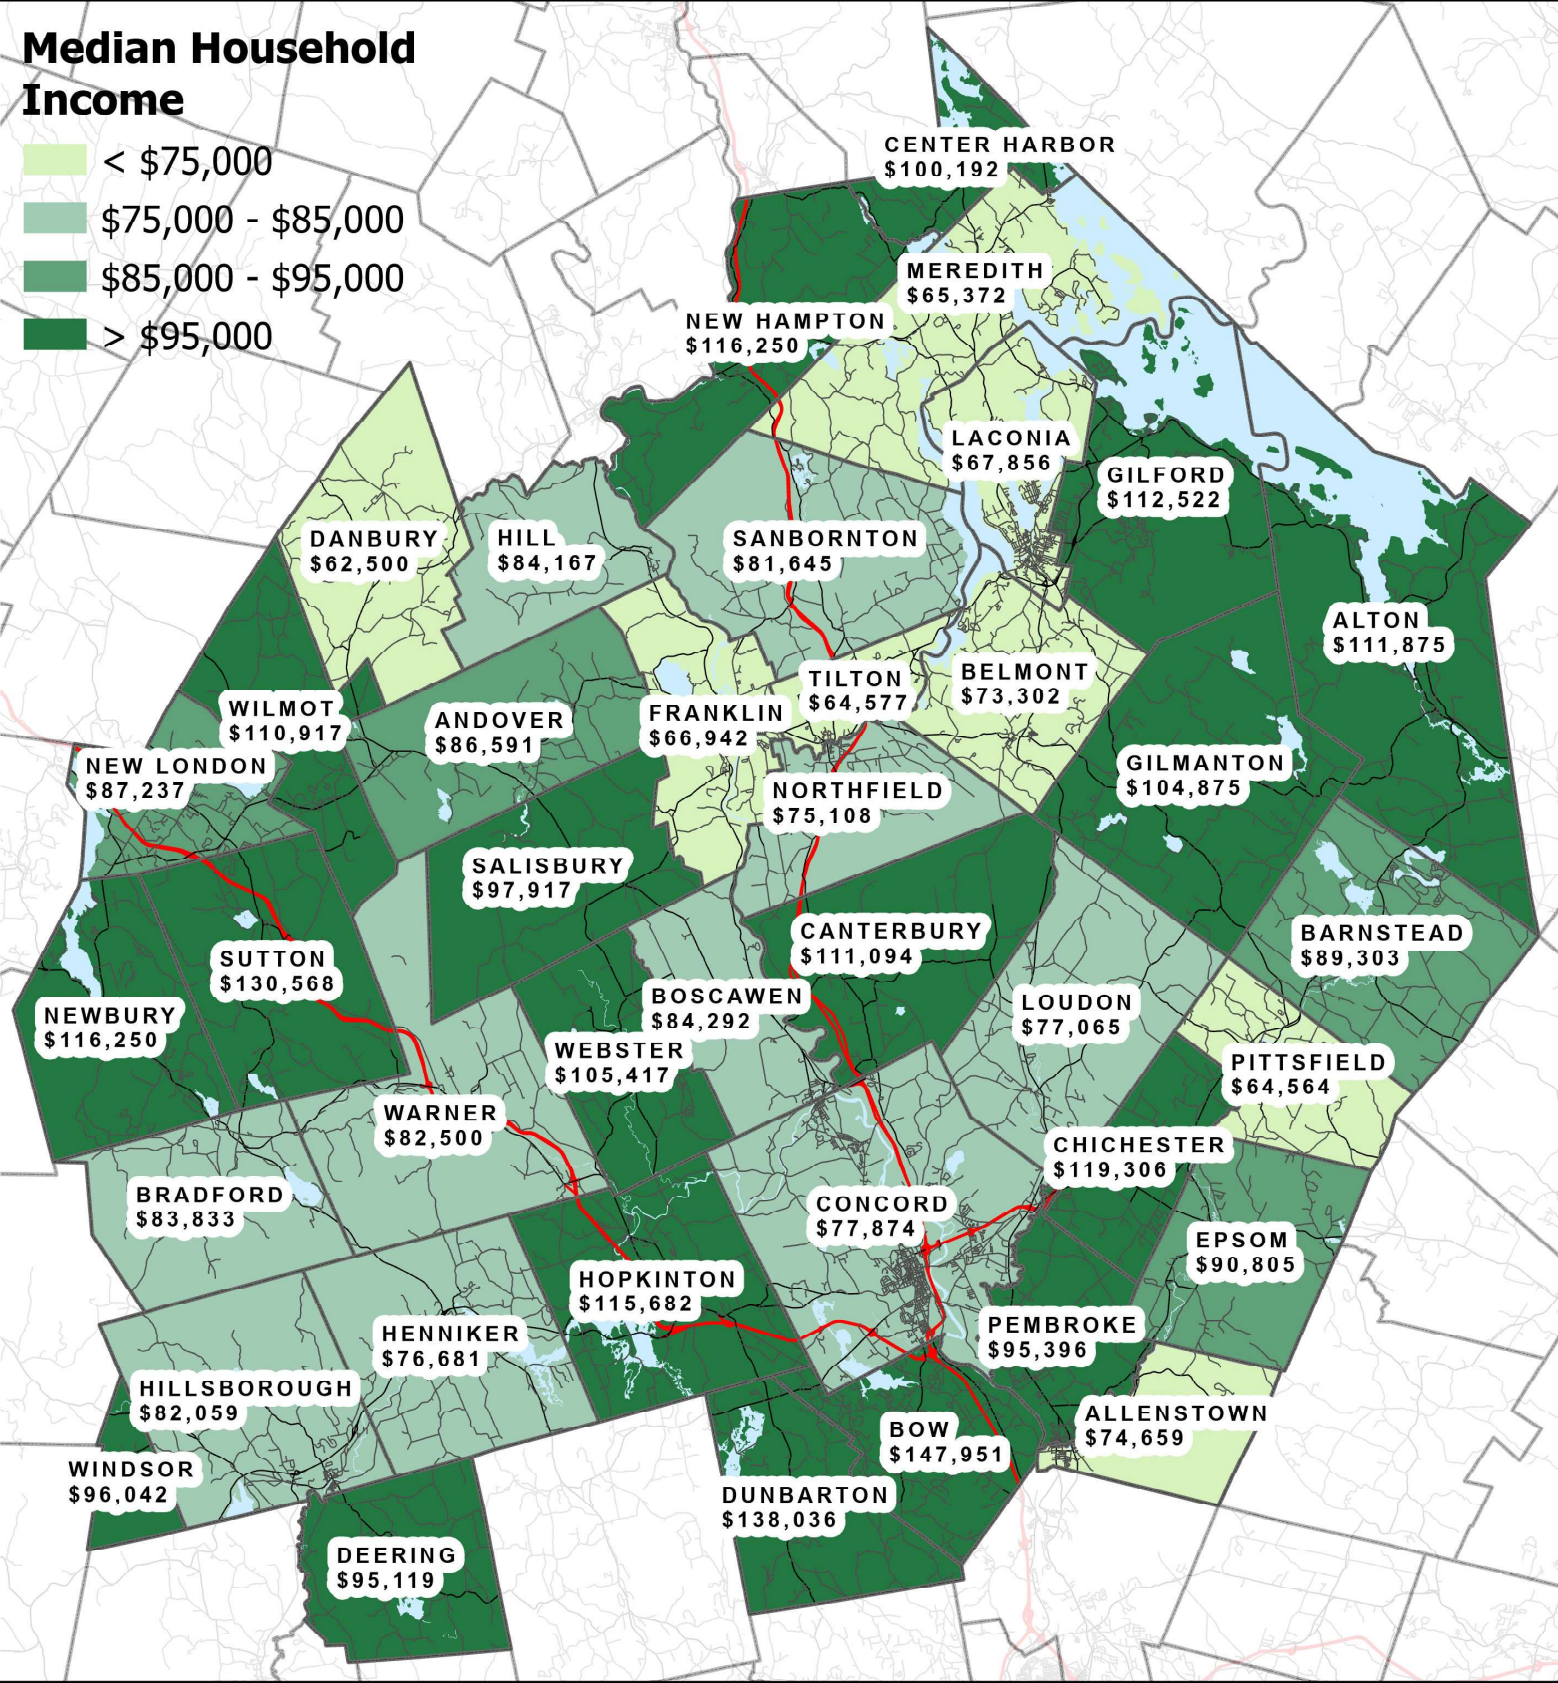 Median Household
Income
< $75,000
$75,000 - $85,000
$85,000 - $95,000
> $95,000
CENTER HARBOR
$100,192
MEREDITH
$65,372
NEW HAMPTON
$116,250
LACONIA
$67,856
GILFORD
$112,522
DANBURY
$62,500
HILL
$84,167
SANBORNTON
$81,645
ALTON
$111,875
TILTON
$64,577
BELMONT
$73,302
WILMOT
$110,917
ANDOVER
$86,591
FRANKLIN
$66,942
NEW LONDON
$87,237
GILMANTON
$104,875
NORTHFIELD
$75,108
SALISBURY
$97,917
CANTERBURY
$111,094
BARNSTEAD
$89,303
SUTTON
$130,568
NEWBURY
$116,250
BOSCAWEN
$84,292
LOUDON
$77,065
WEBSTER
$105,417
PITTSFIELD
$64,564
WARNER
$82,500
CHICHESTER
$119,306
BRADFORD
$83,833
CONCORD
$77,874
EPSOM
$90,805
HOPKINTON
$115,682
HENNIKER
$76,681
PEMBROKE
$95,396
HILLSBOROUGH
$82,059
ALLENSTOWN
$74,659
BOW
$147,951
WINDSOR
$96,042
DUNBARTON
$138,036
DEERING
$95,119